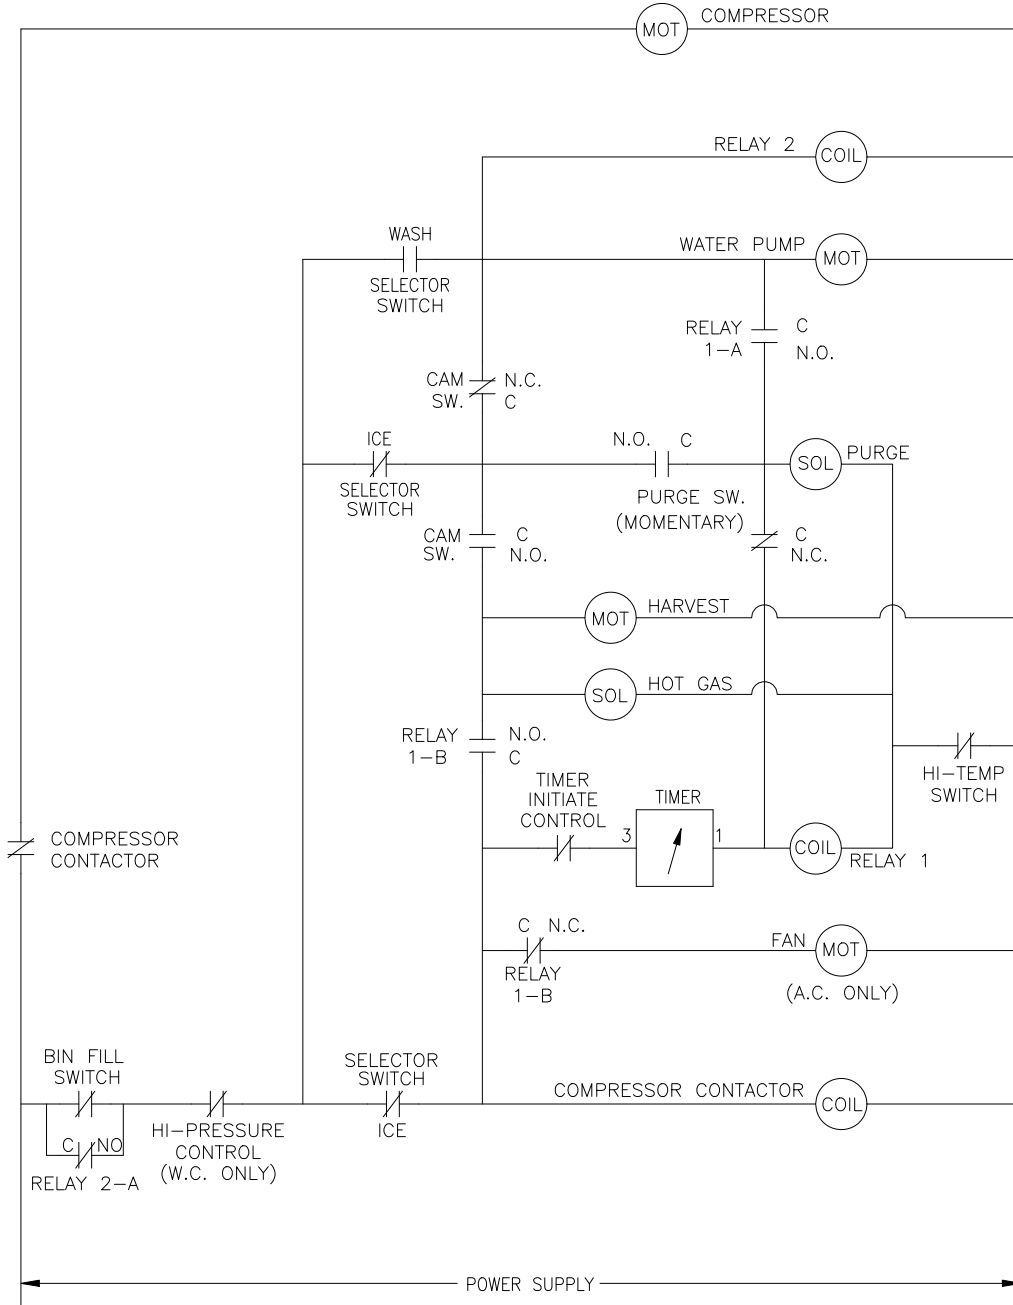 MOT COMPRESSOR
RELAY 2 COIL
WASH
SELECTOR
SWITCH
WATER PUMP MOT
RELAY
1-A
C
N.O.
CAM
SW.
N.C.
C
ICE
SELECTOR
SWITCH
N.O. C
PURGE SW.
(MOMENTARY)
SOL PURGE
CAM
SW.
C
N.O.
C
N.C.
MOT HARVEST
SOL HOT GAS
RELAY
1-B
N.O.
C
HI-TEMP
SWITCH
TIMER
INITIATE
CONTROL
TIMER
3 1
COIL RELAY 1
COMPRESSOR
CONTACTOR
C N.C.
RELAY
1-B
FAN MOT
(A.C. ONLY)
BIN FILL
SWITCH
C NO
RELAY 2-A
HI-PRESSURE
CONTROL
(W.C. ONLY)
SELECTOR
SWITCH
ICE
COMPRESSOR CONTACTOR COIL
POWER SUPPLY